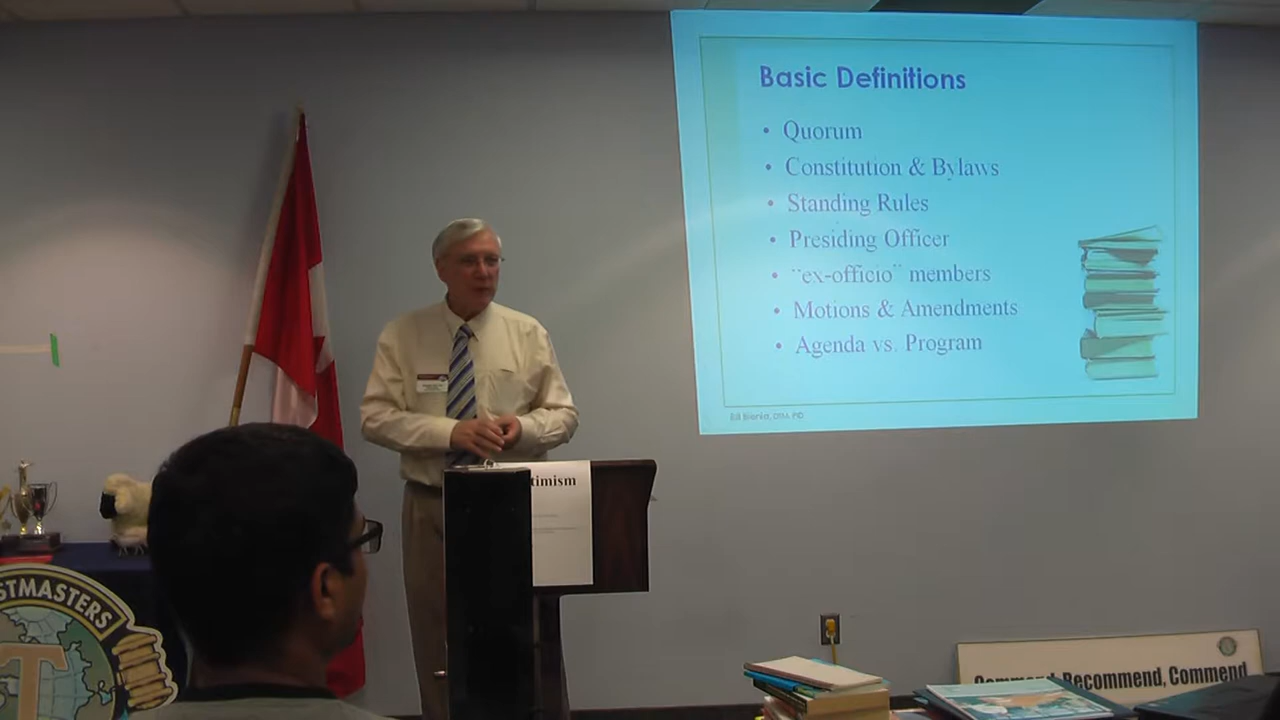 Basic Definitions
• Quorum
• Constitution & Bylaws
• Standing Rules
• Presiding Officer
• "ex-officio" members
• Motions & Amendments
• Agenda vs. Program
timism
STMASTERS
T
Recommend, Commend